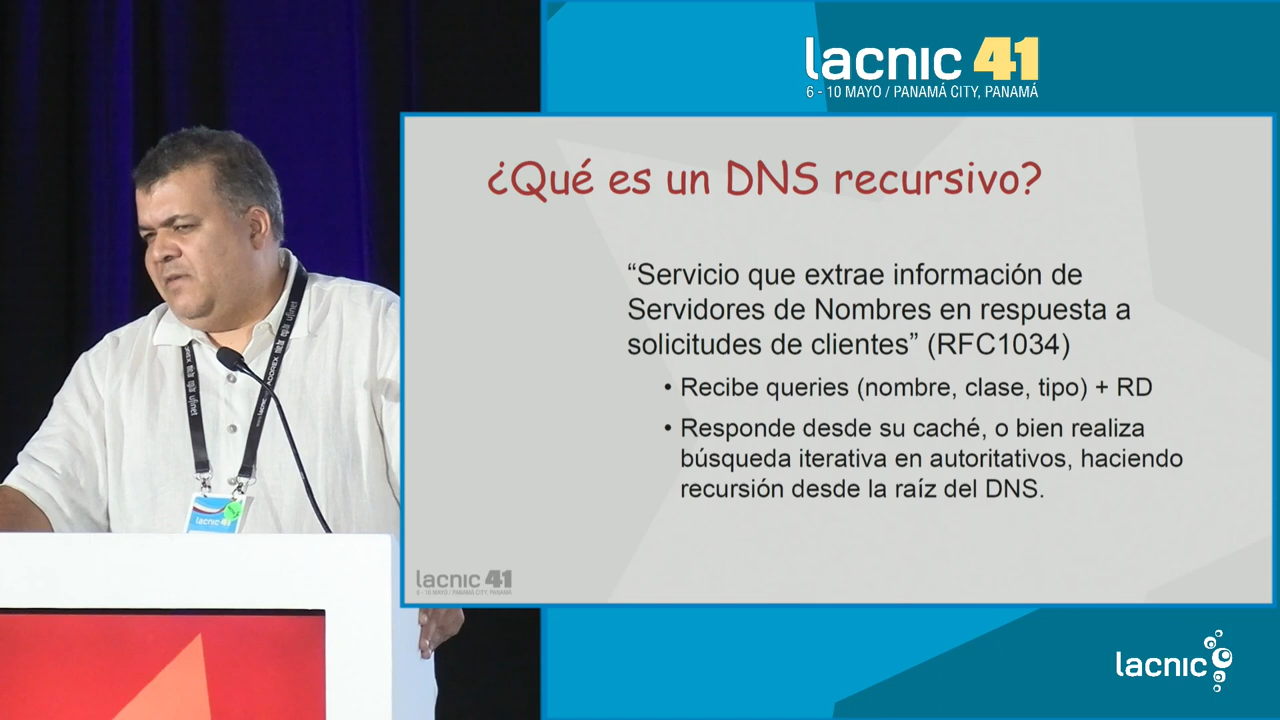 lacnic 41
6 - 10 MAYO / PANAMÁ CITY, PANAMÁ
¿Qué es un DNS recursivo?
“Servicio que extrae información de
Servidores de Nombres en respuesta a
solicitudes de clientes” (RFC1034)
• Recibe queries (nombre, clase, tipo) + RD
• Responde desde su caché, o bien realiza
búsqueda iterativa en autoritativos, haciendo
recursión desde la raíz del DNS.
lacnic 41
6 - 10 MAYO / PANAMÁ CITY, PANAMÁ
lacnic 41
lacnic